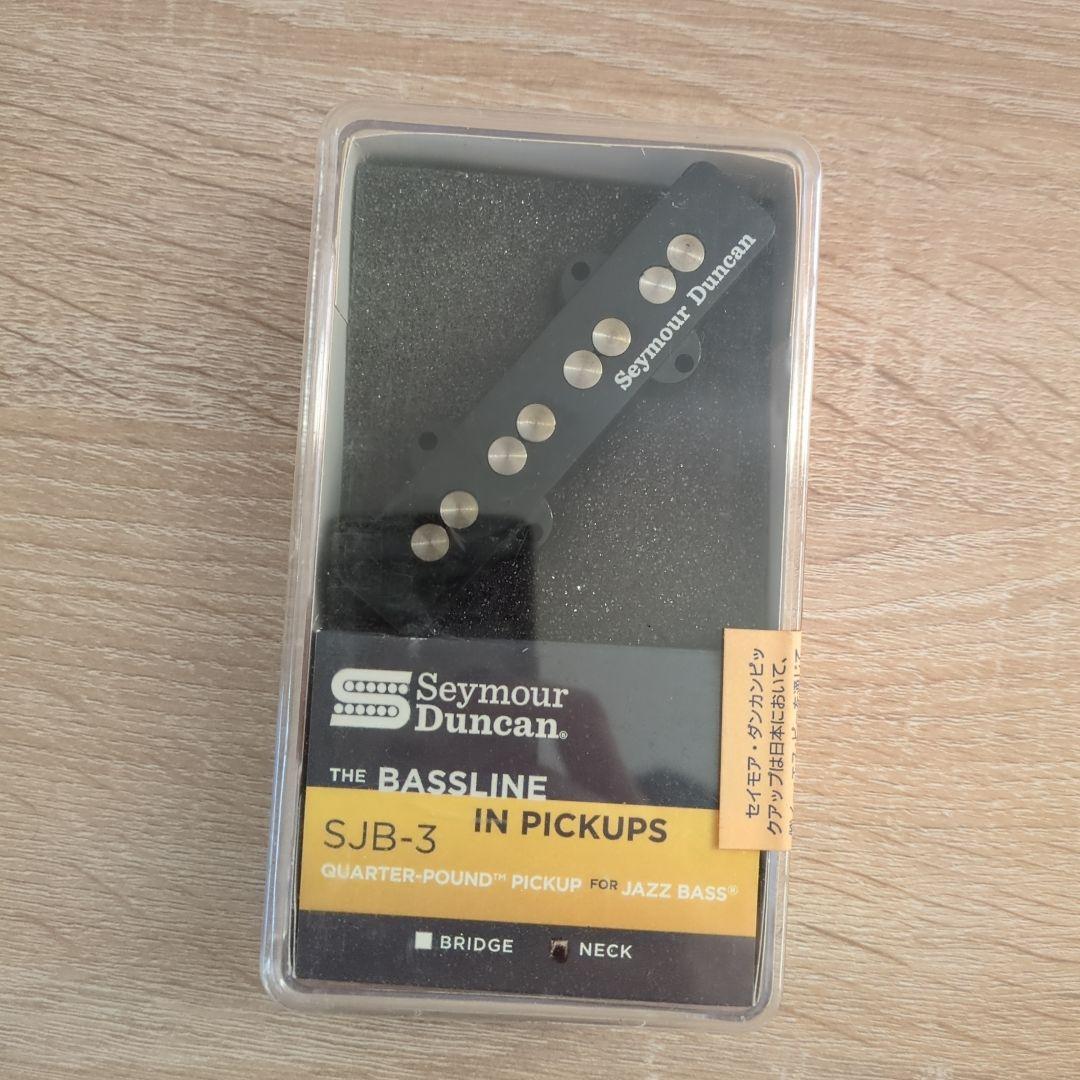 Seymour Duncan
Seymour
Duncan®
THE BASSLINE
IN PICKUPS
SJB-3
QUARTER-POUND™ PICKUP FOR JAZZ BASS®
BRIDGE NECK
セイモア・ダンカンピッ
クアップは日本において、